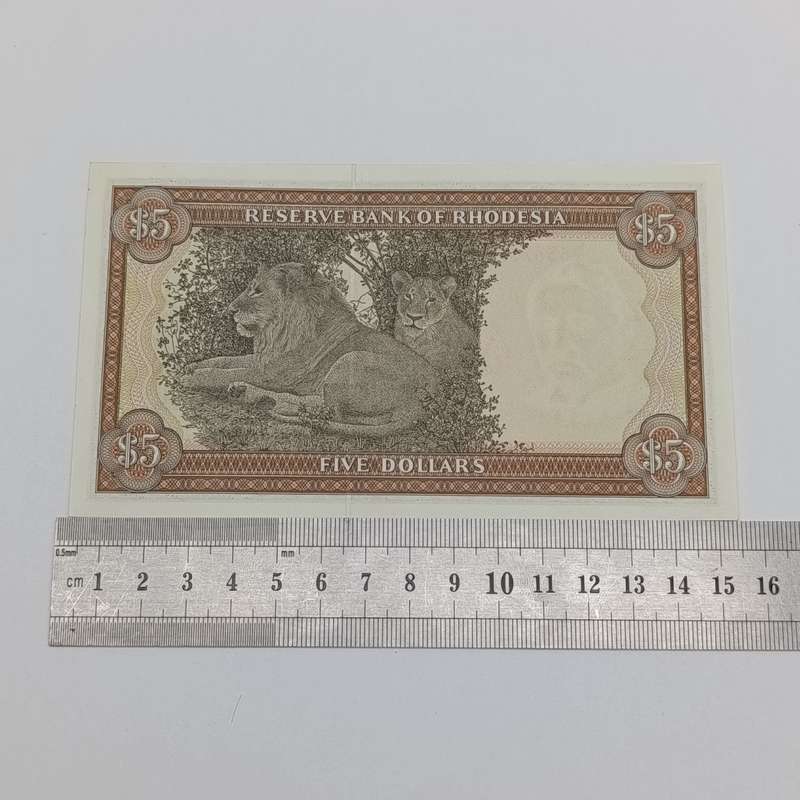 $5 RESERVE BANK OF RHODESIA $5
$5 FIVE DOLLARS $5
0.5mm mm
cm 1 2 3 4 5 6 7 8 9 10 11 12 13 14 15 16